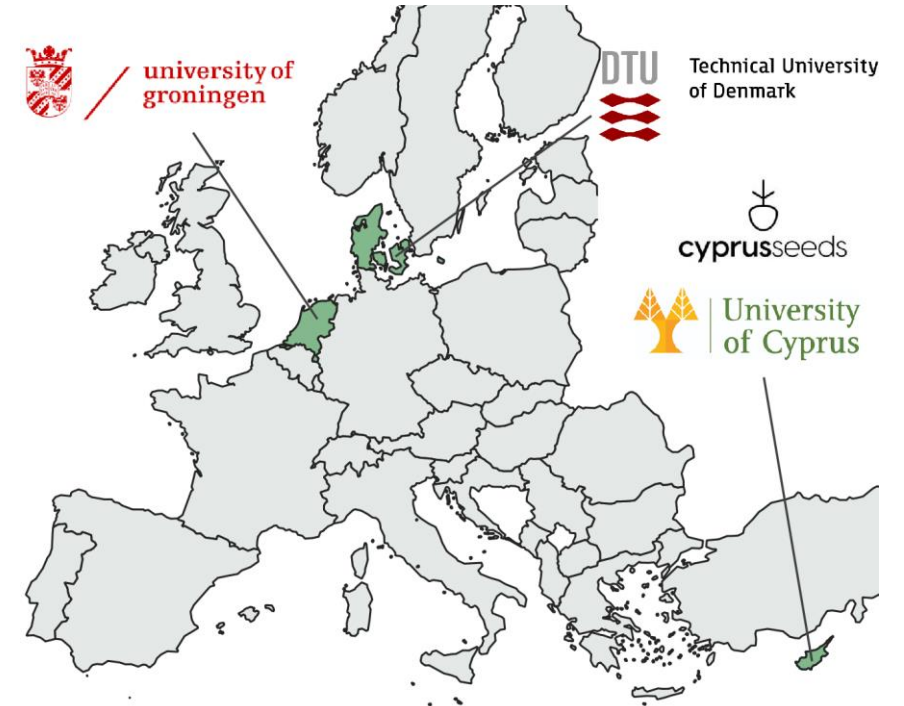 university of
groningen
DTU
Technical University
of Denmark
cyprusseeds
University
of Cyprus